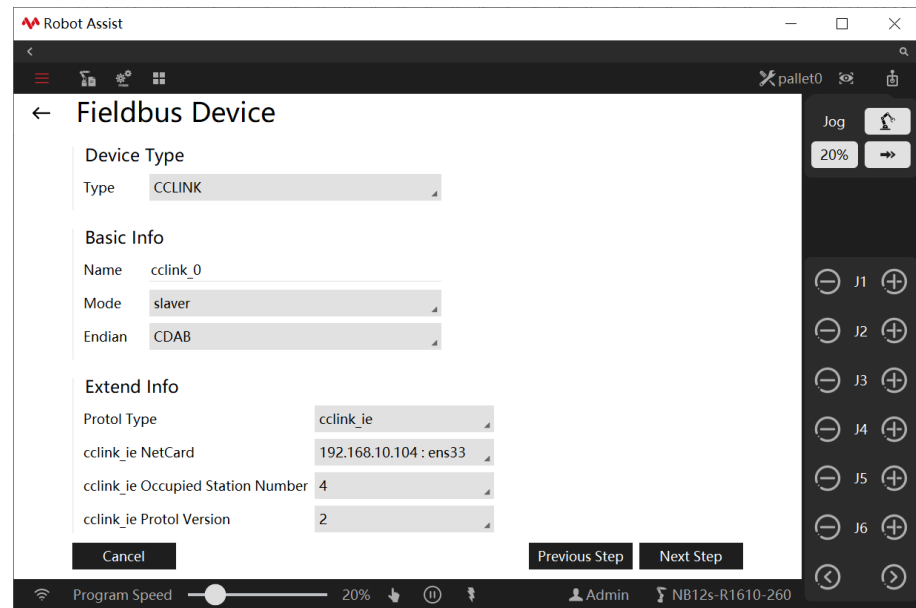 Robot Assist
pallet0
Fieldbus Device
Jog
20%
Device Type
Type CCLINK
Basic Info
Name cclink_0
Mode slaver
Endian CDAB
J1
J2
J3
J4
J5
J6
Extend Info
Protol Type cclink_ie
cclink_ie NetCard 192.168.10.104 : ens33
cclink_ie Occupied Station Number 4
cclink_ie Protol Version 2
Cancel Previous Step Next Step
Program Speed 20% Admin NB12s-R1610-260